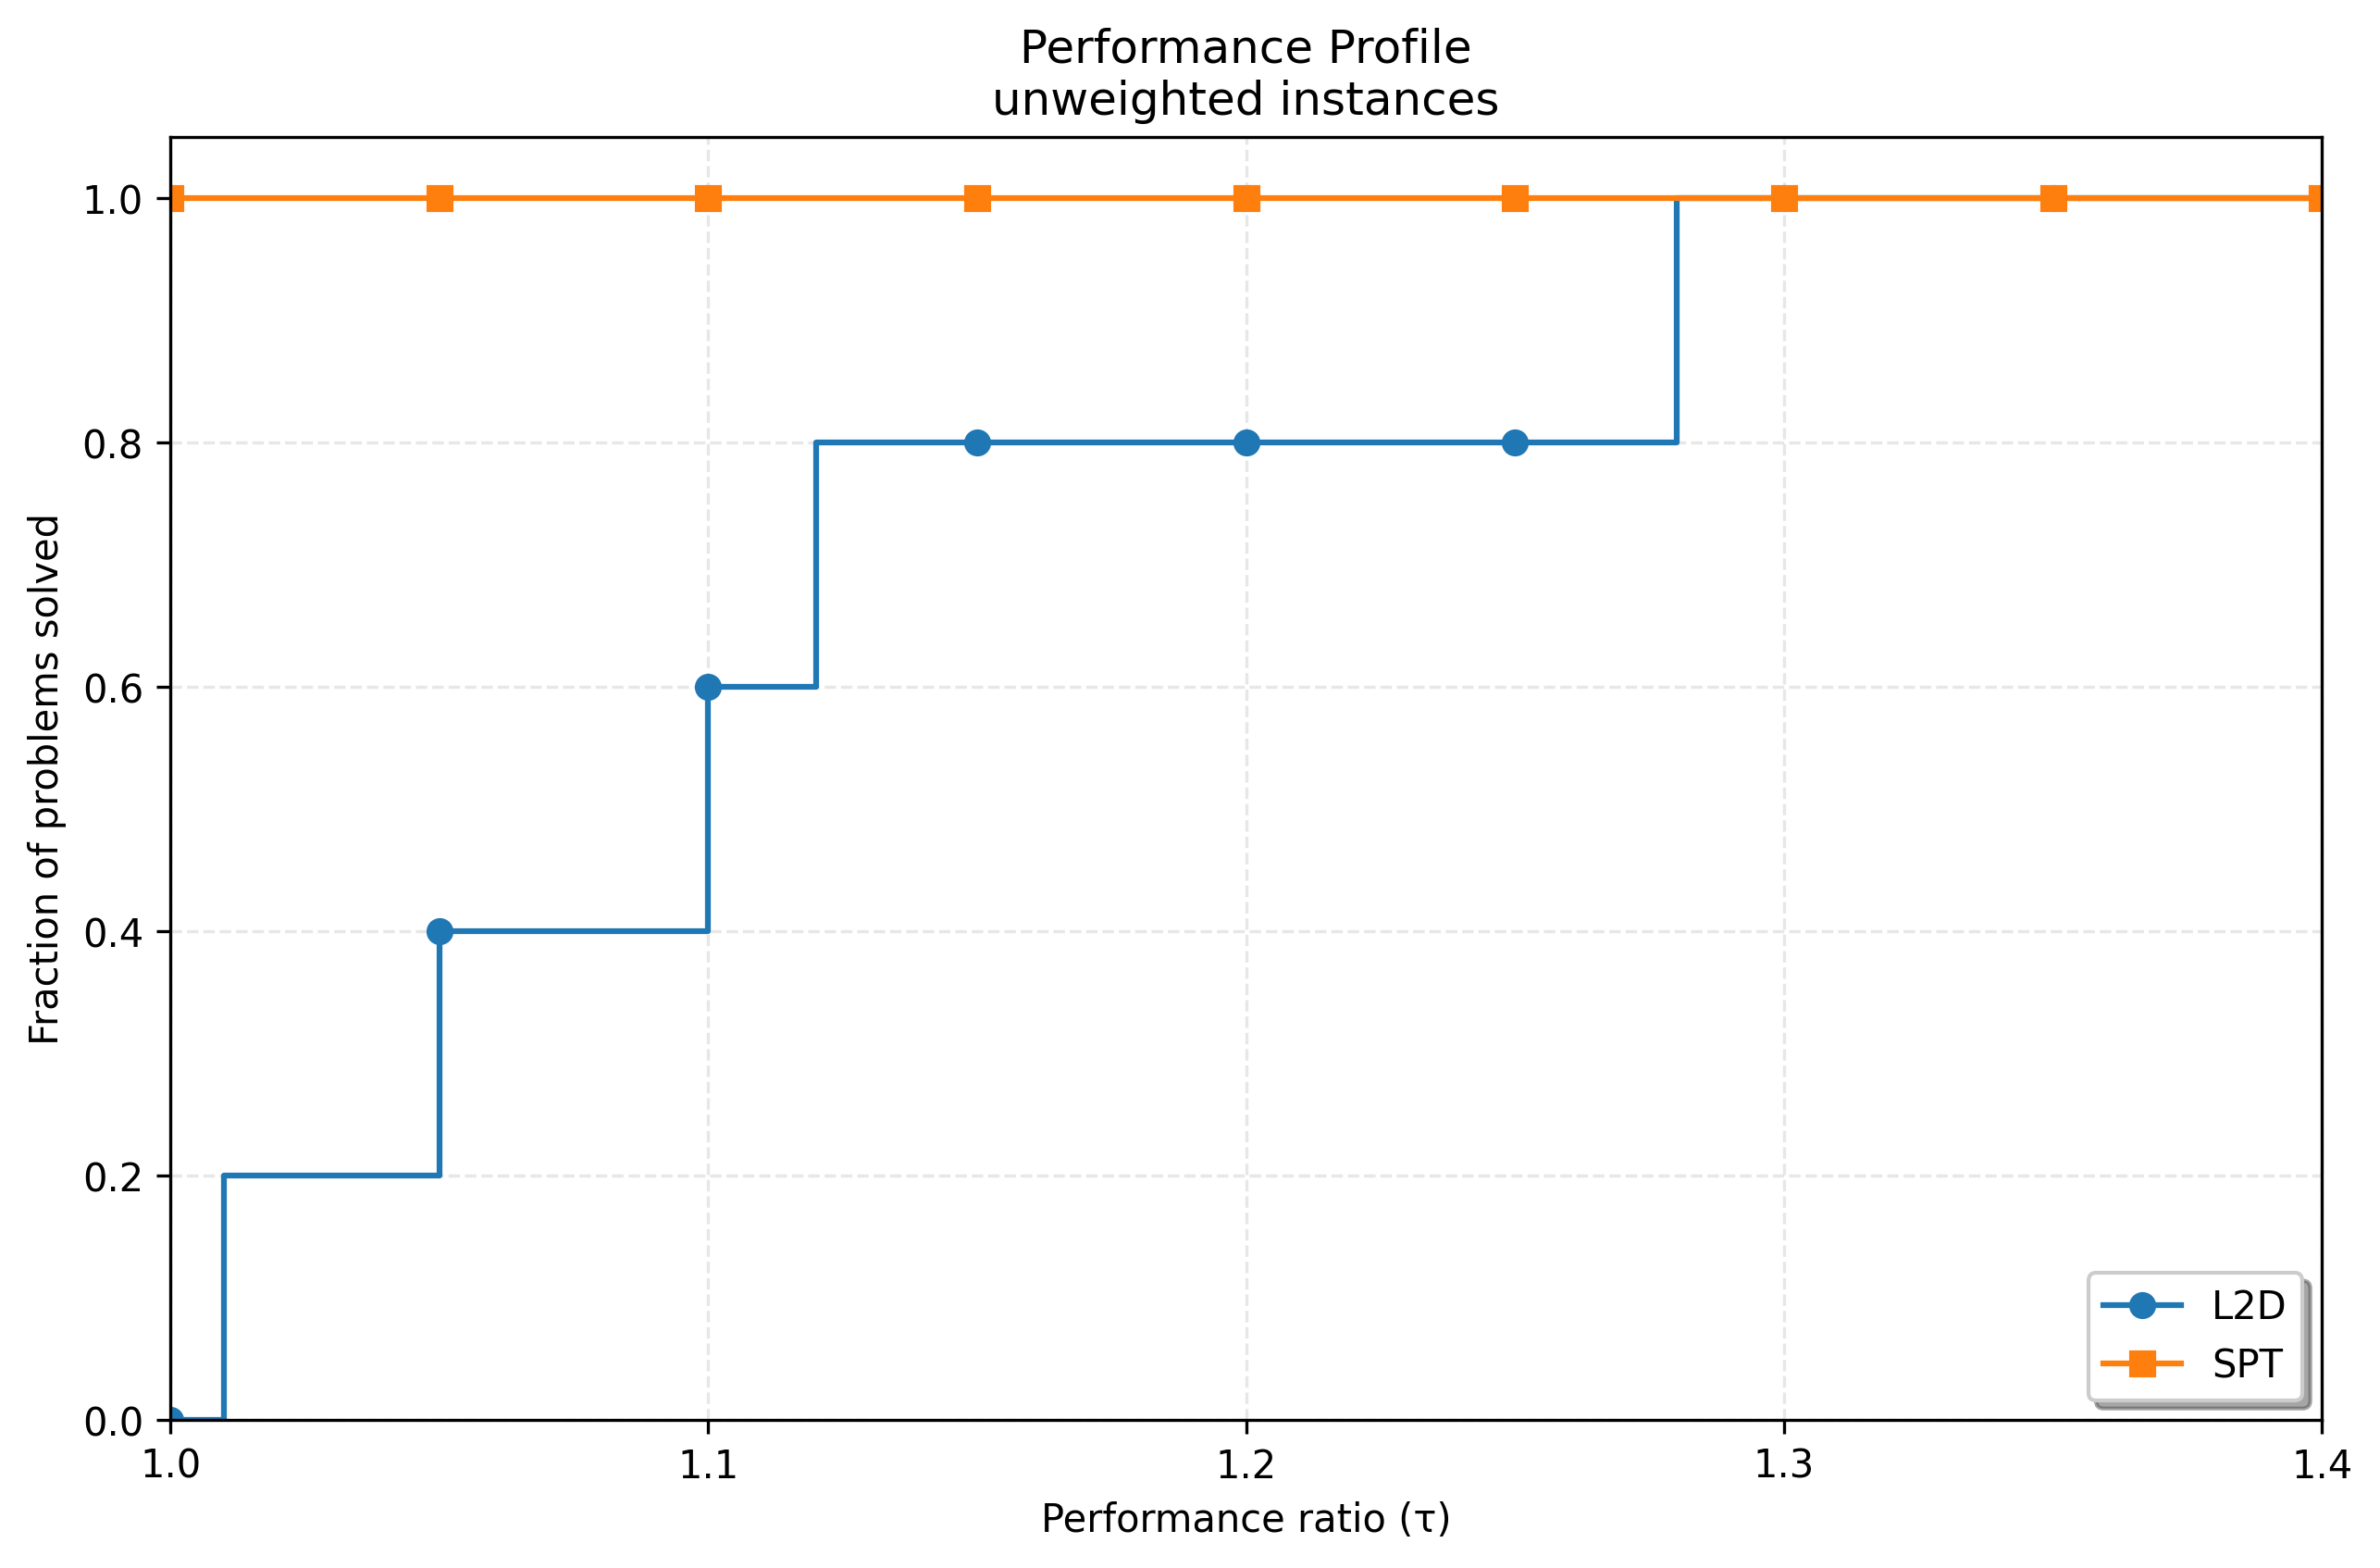 Performance Profile
unweighted instances
Fraction of problems solved
1.0
0.8
0.6
0.4
0.2
0.0
1.0 1.1 1.2 1.3 1.4
Performance ratio (τ)
L2D
SPT